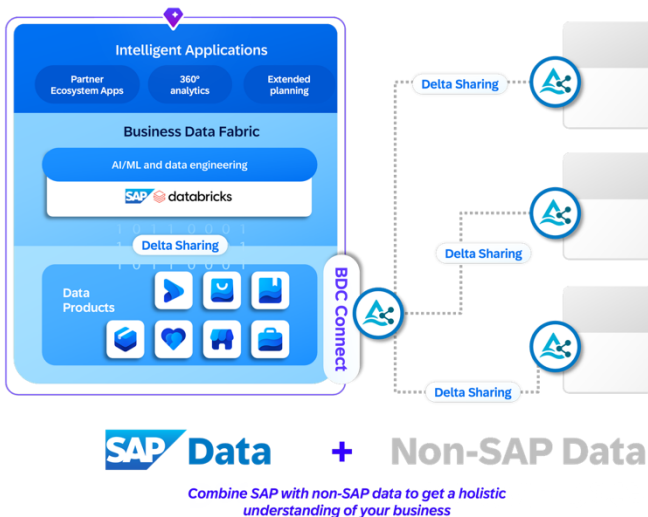 Intelligent Applications
Partner
Ecosystem Apps
360°
analytics
Extended
planning
Business Data Fabric
AI/ML and data engineering
SAP databricks
Delta Sharing
Data
Products
BDC Connect
Delta Sharing
Delta Sharing
Delta Sharing
SAP Data + Non-SAP Data
Combine SAP with non-SAP data to get a holistic
understanding of your business